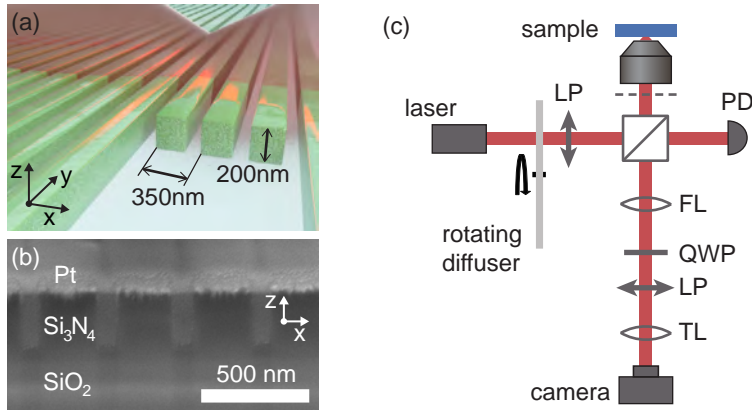 (a)
z
y
x
350nm
200nm
(b)
Pt
Si₃N₄
SiO₂
z
x
500 nm
(c)
sample
laser
LP
PD
rotating
diffuser
FL
QWP
LP
TL
camera